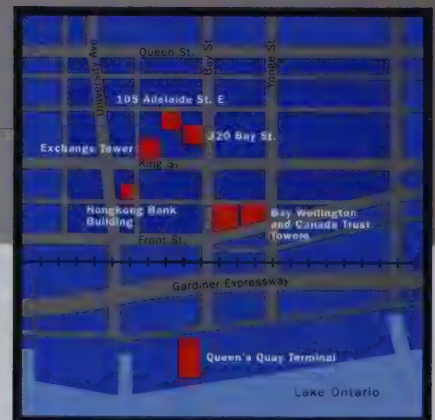 Queen St.
University Ave
Bay St.
Yonge St.
105 Adelaide St. E
320 Bay St.
Exchange Tower
King St.
Hongkong Bank
Building
Bay Wellington
and Canada Trust
Towers
Front St.
Gardiner Expressway
Queen's Quay Terminal
Lake Ontario